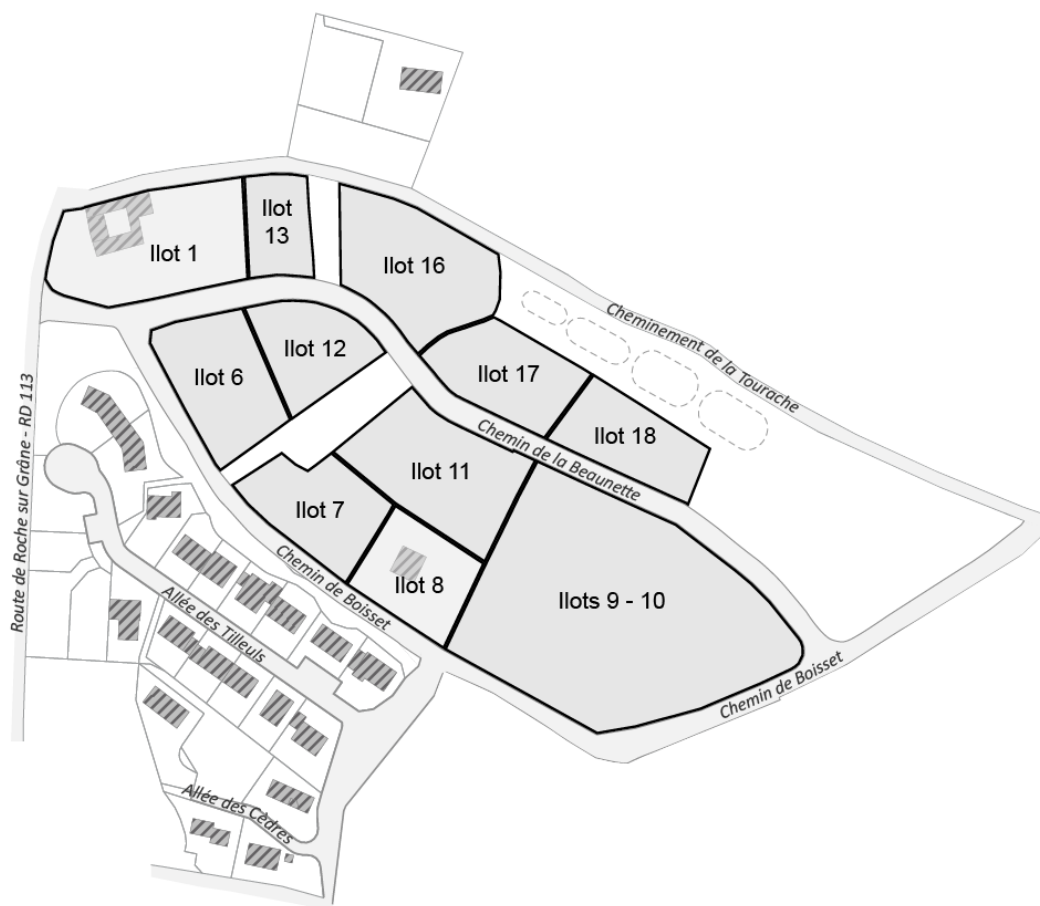 Ilot
13
Ilot 1
Ilot 16
Cheminement de la Tourache
Ilot 12
Ilot 6
Ilot 17
Route de Roche sur Grâne - RD 113
Ilot 18
Chemin de la Beaunette
Ilot 11
Ilot 7
Chemin de Boisset
Ilot 8
Ilots 9 - 10
Allée des Tilleuls
Chemin de Boisset
Allée des Cèdres